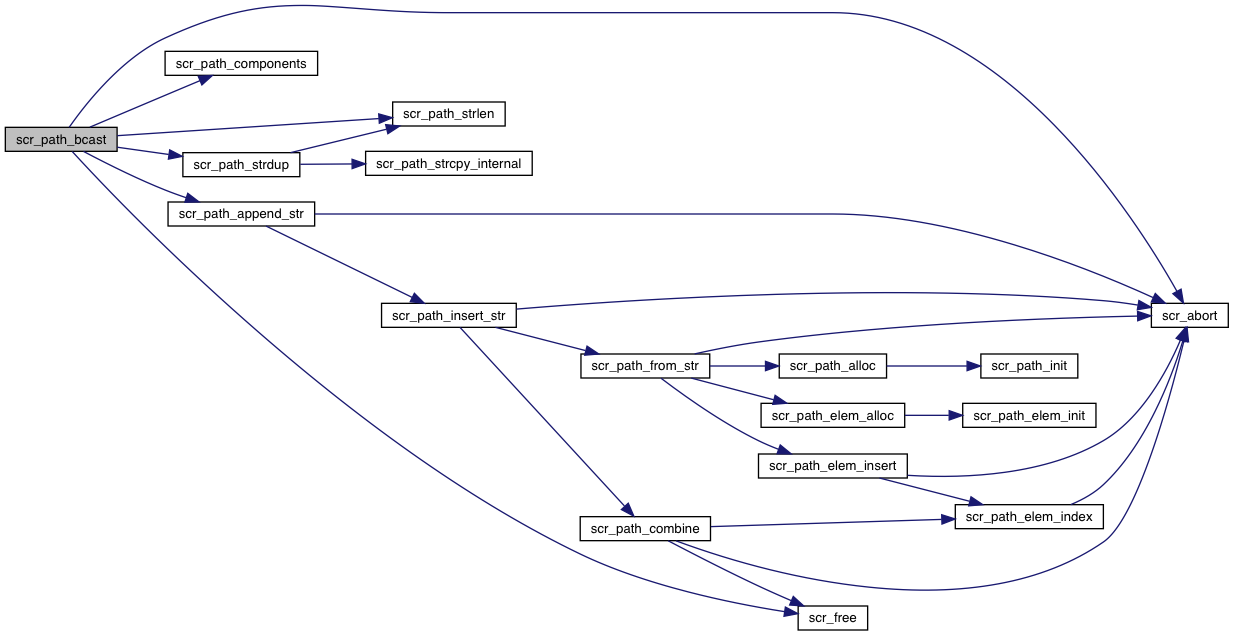 scr_path_components
scr_path_strlen
scr_path_bcast
scr_path_strdup
scr_path_strcpy_internal
scr_path_append_str
scr_path_insert_str
scr_abort
scr_path_from_str
scr_path_alloc
scr_path_init
scr_path_elem_alloc
scr_path_elem_init
scr_path_elem_insert
scr_path_elem_index
scr_path_combine
scr_free